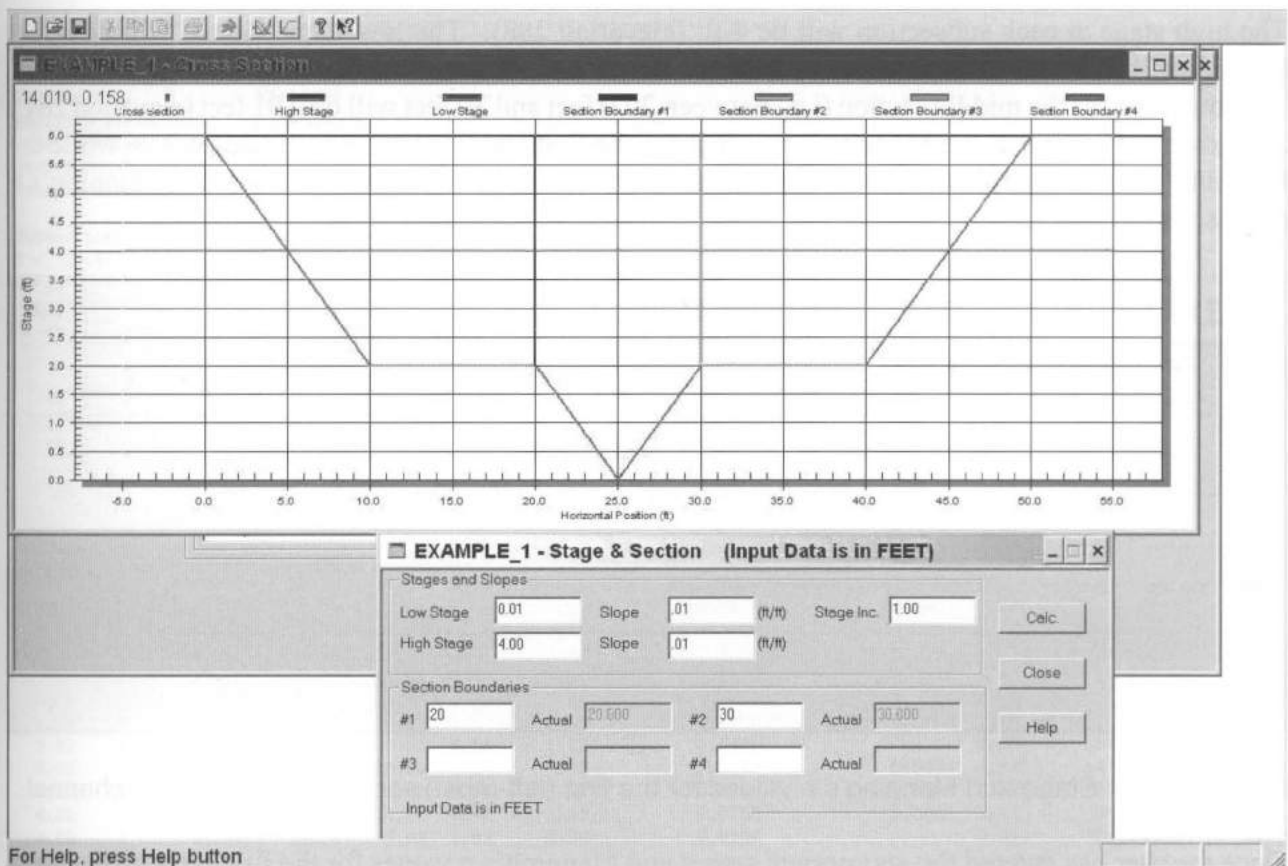 EXAMPLE_1 - Cross Section
14.010, 0.158
Cross Section High Stage Low Stage Section Boundary #1 Section Boundary #2 Section Boundary #3 Section Boundary #4
6.0
5.5
5.0
4.5
4.0
3.5
3.0
2.5
2.0
1.5
1.0
0.5
0.0
Stage (ft)
-5.0 0.0 5.0 10.0 15.0 20.0 25.0 30.0 35.0 40.0 45.0 50.0 55.0
Horizontal Position (ft)
EXAMPLE_1 - Stage & Section (Input Data is in FEET)
Stages and Slopes
Low Stage 0.01 Slope .01 (ft/ft) Stage Inc. 1.00
High Stage 4.00 Slope .01 (ft/ft)
Calc.
Close
Help
Section Boundaries
#1 20 Actual 20.000 #2 30 Actual 30.000
#3 Actual #4 Actual
Input Data is in FEET
For Help, press Help button